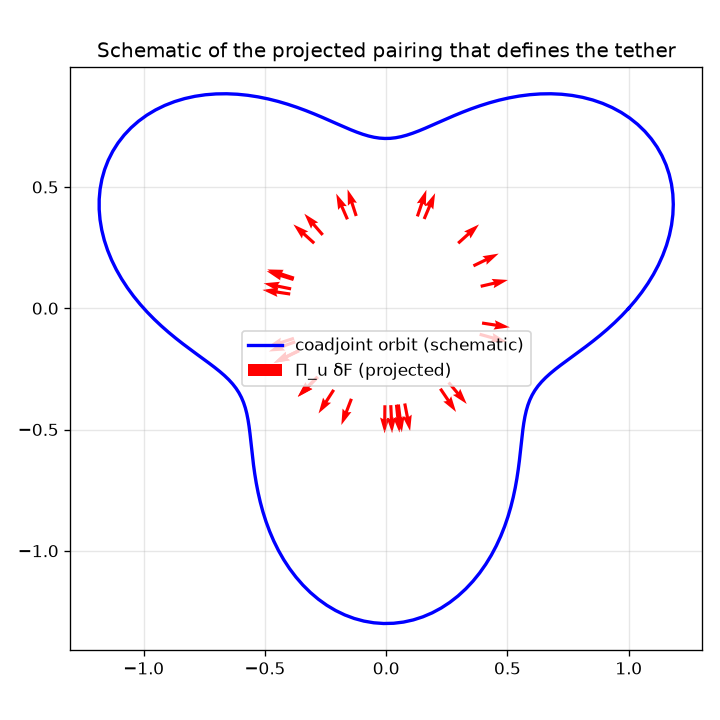 Schematic of the projected pairing that defines the tether
0.5
0.0
−0.5
−1.0
coadjoint orbit (schematic)
Π_u δF (projected)
−1.0 −0.5 0.0 0.5 1.0